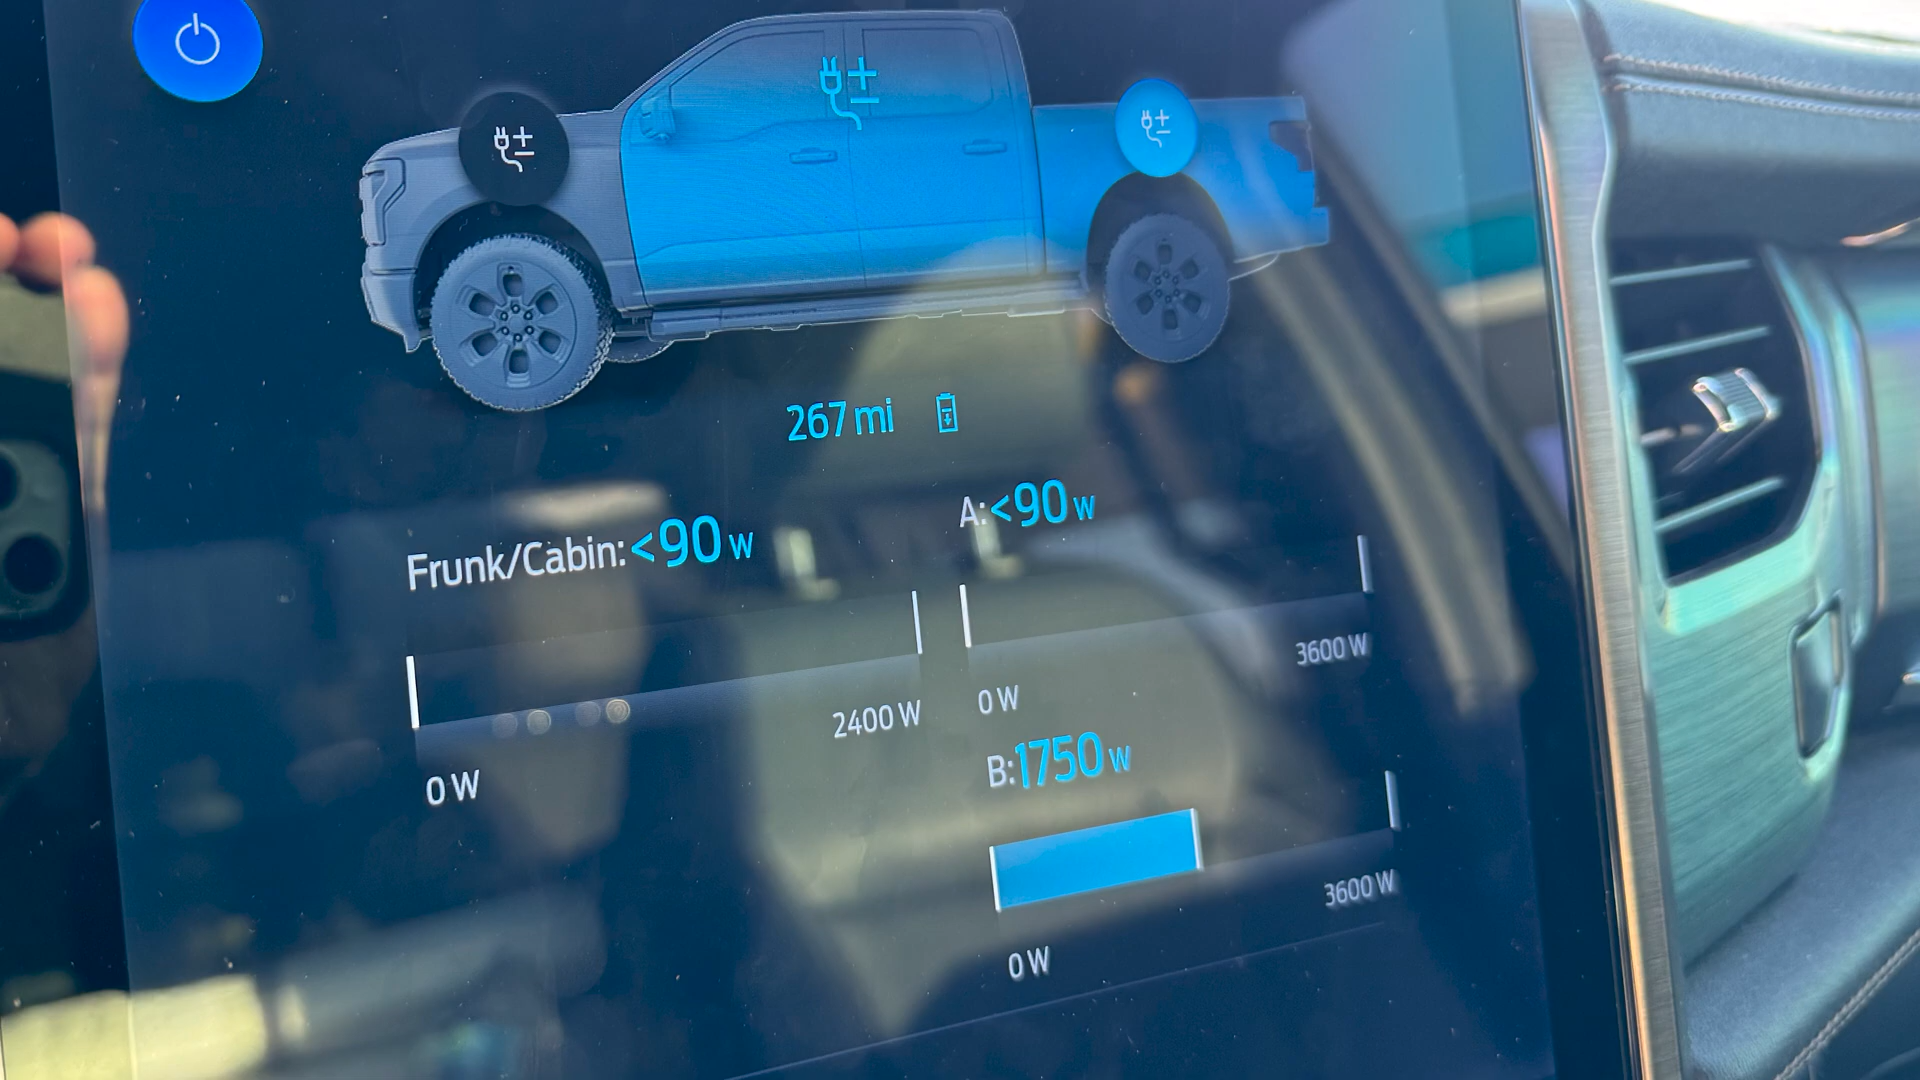 267 mi
Frunk/Cabin: <90 W
0 W
2400 W
A: <90 W
0 W
3600 W
B: 1750 W
0 W
3600 W